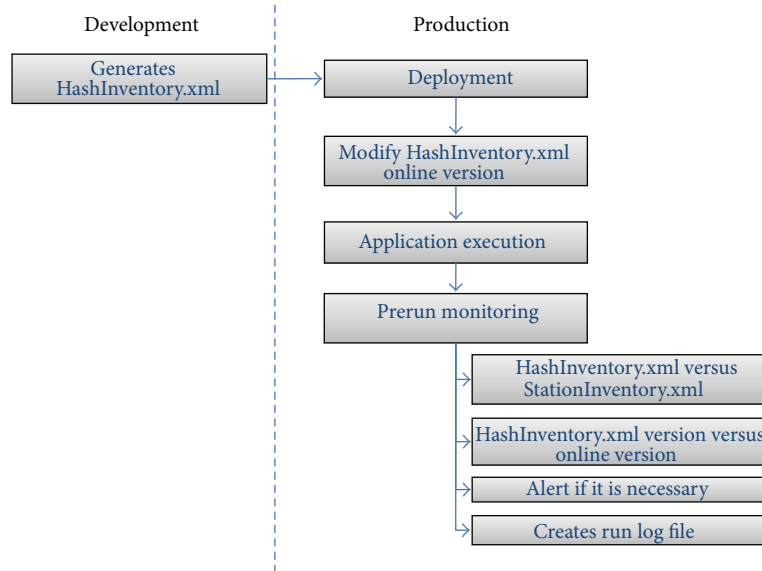 Development
Production
Generates
HashInventory.xml
Deployment
Modify HashInventory.xml
online version
Application execution
Prerun monitoring
HashInventory.xml versus
StationInventory.xml
HashInventory.xml version versus
online version
Alert if it is necessary
Creates run log file